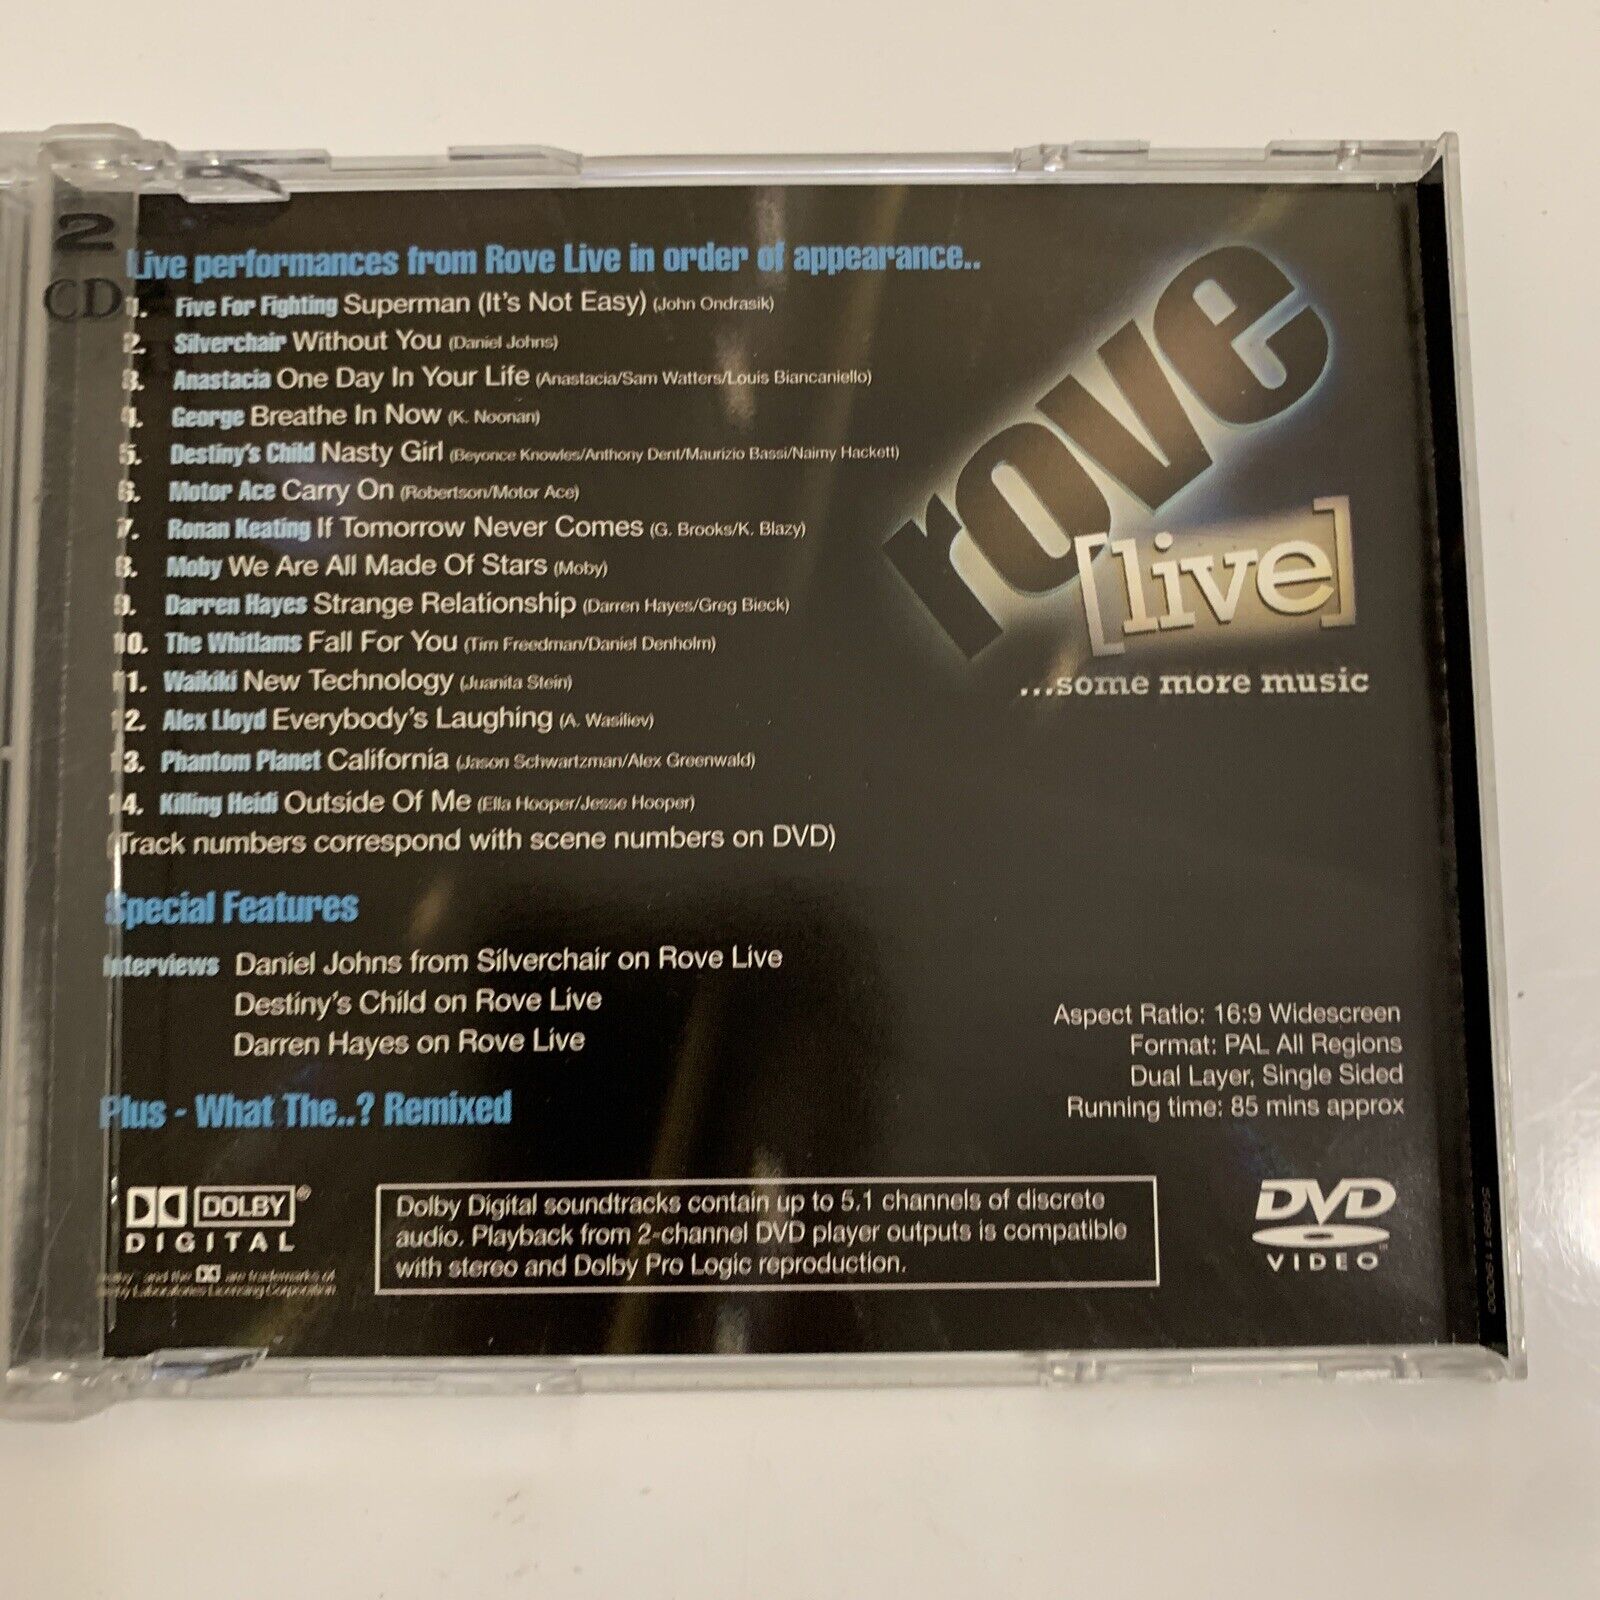 2
CD
Live performances from Rove Live in order of appearance..
1. Five For Fighting Superman (It's Not Easy) (John Ondrasik)
2. Silverchair Without You (Daniel Johns)
3. Anastacia One Day In Your Life (Anastacia/Sam Watters/Louis Biancaniello)
4. George Breathe In Now (K. Noonan)
5. Destiny's Child Nasty Girl (Beyonce Knowles/Anthony Dent/Maurizio Bassi/Naimy Hackett)
6. Motor Ace Carry On (Robertson/Motor Ace)
7. Ronan Keating If Tomorrow Never Comes (G. Brooks/K. Blazy)
8. Moby We Are All Made Of Stars (Moby)
9. Darren Hayes Strange Relationship (Darren Hayes/Greg Bieck)
10. The Whitlams Fall For You (Tim Freedman/Daniel Denholm)
11. Waikiki New Technology (Juanita Stein)
12. Alex Lloyd Everybody's Laughing (A. Wasiliev)
13. Phantom Planet California (Jason Schwartzman/Alex Greenwald)
14. Killing Heidi Outside Of Me (Ella Hooper/Jesse Hooper)
(Track numbers correspond with scene numbers on DVD)
rove
[live]
...some more music
Special Features
Interviews Daniel Johns from Silverchair on Rove Live
Destiny's Child on Rove Live
Darren Hayes on Rove Live
Plus - What The..? Remixed
Aspect Ratio: 16:9 Widescreen
Format: PAL All Regions
Dual Layer, Single Sided
Running time: 85 mins approx
DOLBY®
DIGITAL
and the are trademarks of
Laboratories Licensing Corporation
Dolby Digital soundtracks contain up to 5.1 channels of discrete
audio. Playback from 2-channel DVD player outputs is compatible
with stereo and Dolby Pro Logic reproduction.
DVD
VIDEO™